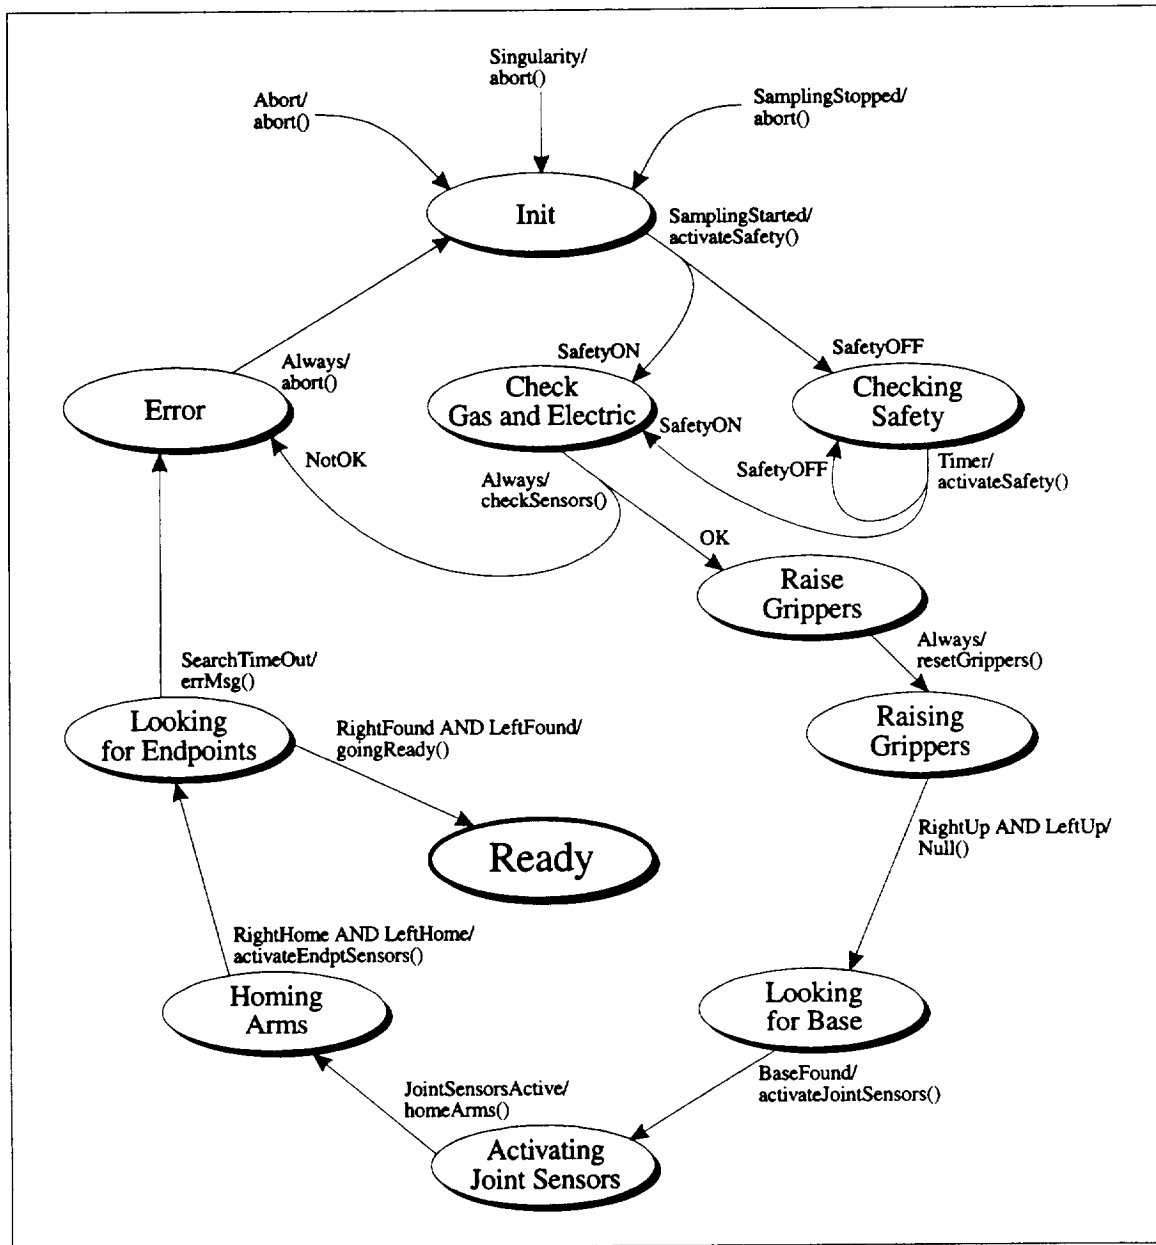 Singularity/
abort()
Abort/
abort()
SamplingStopped/
abort()
Init
SamplingStarted/
activateSafety()
SafetyON
SafetyOFF
Always/
abort()
Error
Check
Gas and Electric
Checking
Safety
SafetyON
NotOK
Always/
checkSensors()
SafetyOFF
Timer/
activateSafety()
OK
Raise
Grippers
Always/
resetGrippers()
SearchTimeOut/
errMsg()
Looking
for Endpoints
RightFound AND LeftFound/
goingReady()
Raising
Grippers
Ready
RightUp AND LeftUp/
Null()
RightHome AND LeftHome/
activateEndptSensors()
Homing
Arms
Looking
for Base
JointSensorsActive/
homeArms()
BaseFound/
activateJointSensors()
Activating
Joint Sensors